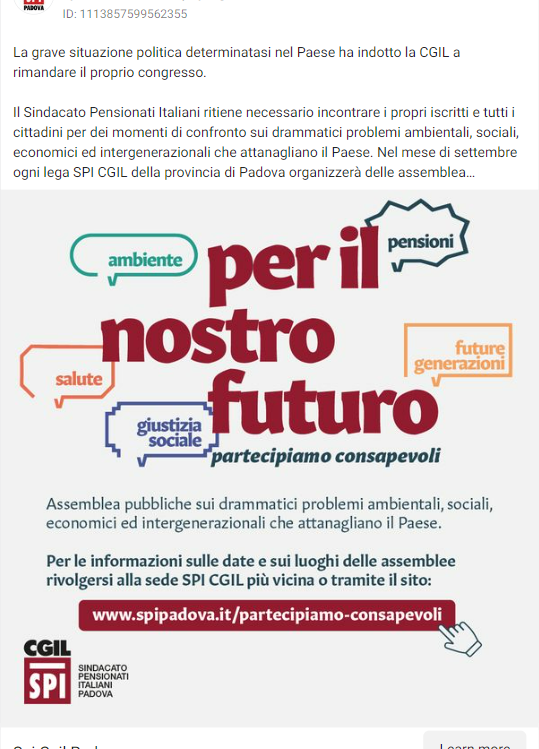 SPI
PADOVA
ID: 1113857599562355
La grave situazione politica determinatasi nel Paese ha indotto la CGIL a
rimandare il proprio congresso.
Il Sindacato Pensionati Italiani ritiene necessario incontrare i propri iscritti e tutti i
cittadini per dei momenti di confronto sui drammatici problemi ambientali, sociali,
economici ed intergenerazionali che attanagliano il Paese. Nel mese di settembre
ogni lega SPI CGIL della provincia di Padova organizzerà delle assemblea...
ambiente
per il
pensioni
nostro
future
generazioni
salute
futuro
giustizia
sociale
partecipiamo consapevoli
Assemblea pubbliche sui drammatici problemi ambientali, sociali,
economici ed intergenerazionali che attanagliano il Paese.
Per le informazioni sulle date e sui luoghi delle assemblee
rivolgersi alla sede SPI CGIL più vicina o tramite il sito:
www.spipadova.it/partecipiamo-consapevoli
CGIL
SPI
SINDACATO
PENSIONATI
ITALIANI
PADOVA
Learn more